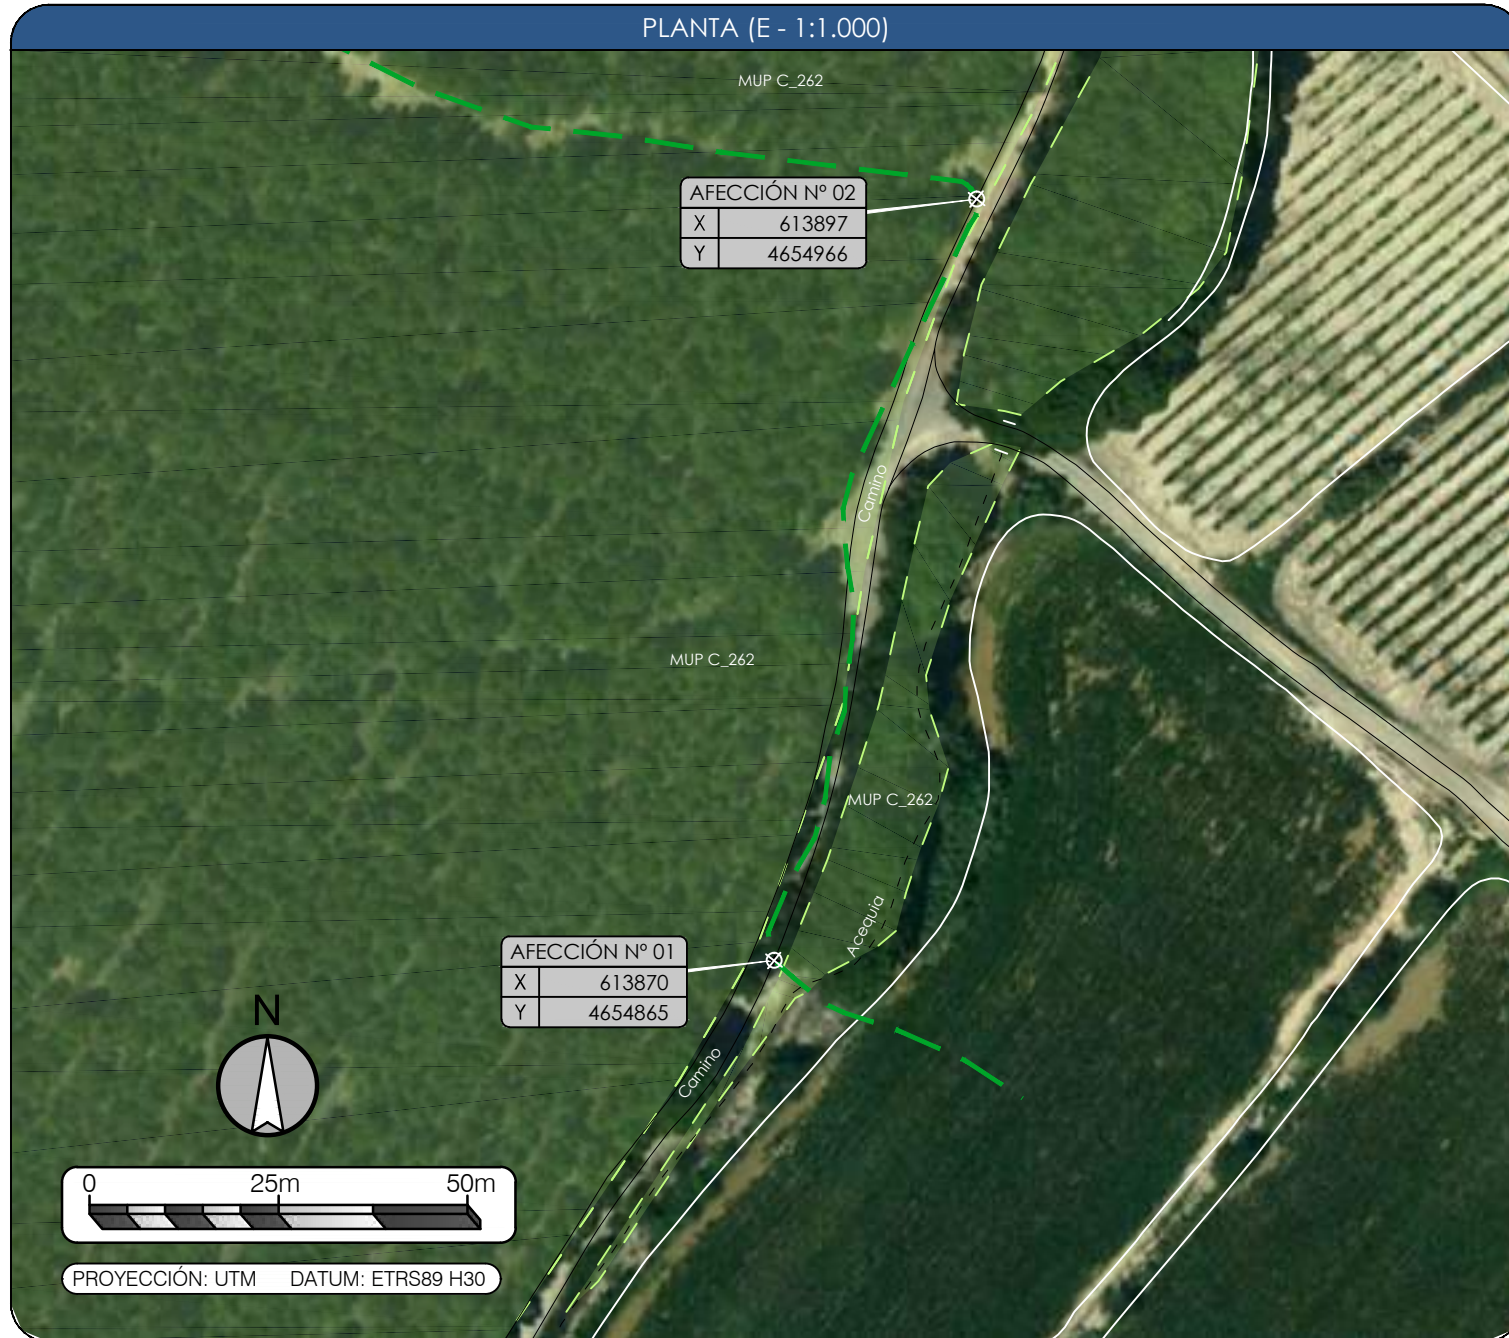 PLANTA (E - 1:1.000)
MUP C_262
AFECCIÓN Nº 02
X 613897
Y 4654966
Camino
MUP C_262
MUP C_262
Acequia
AFECCIÓN Nº 01
X 613870
Y 4654865
N
Camino
0 25m 50m
PROYECCIÓN: UTM DATUM: ETRS89 H30